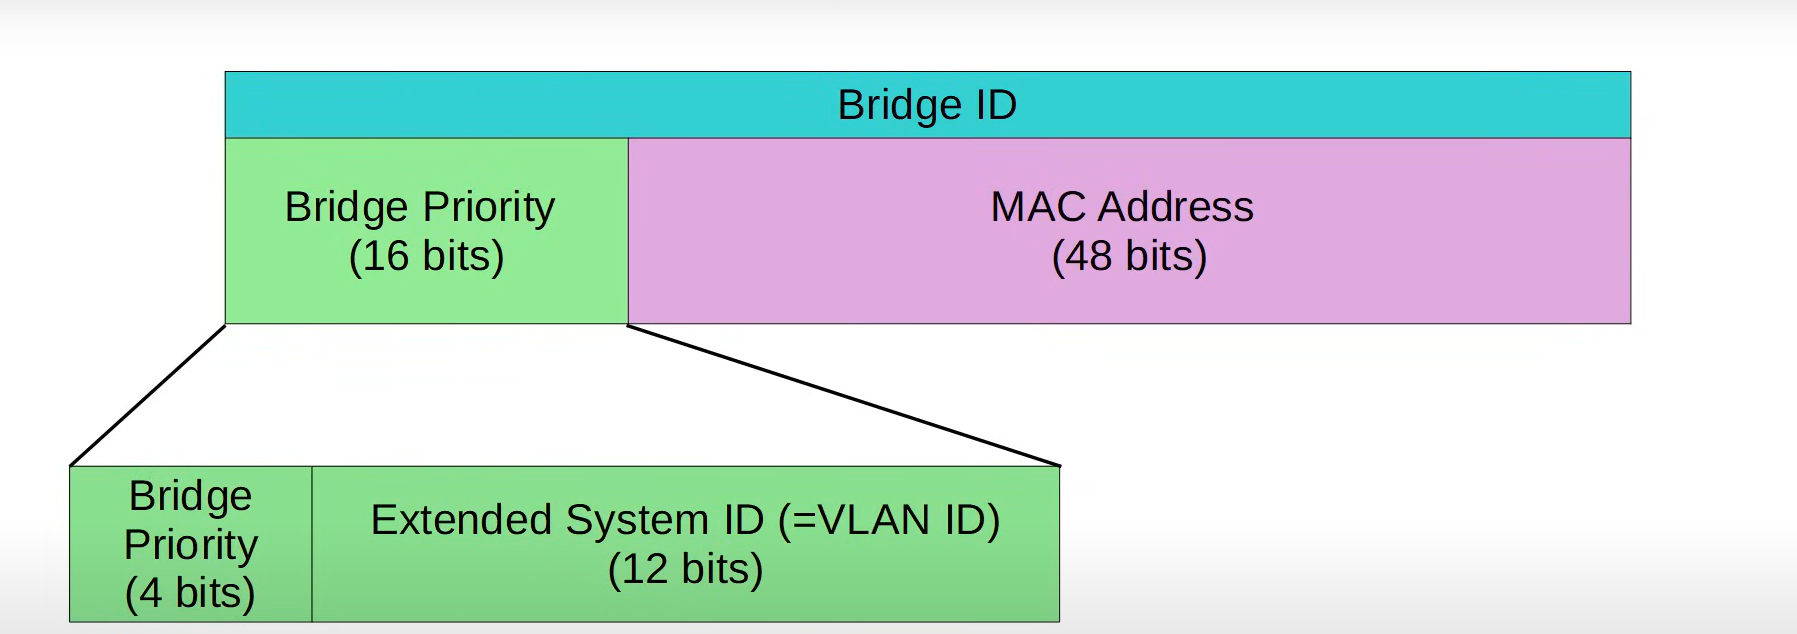 Bridge ID
Bridge Priority
(16 bits)
MAC Address
(48 bits)
Bridge
Priority
(4 bits)
Extended System ID (=VLAN ID)
(12 bits)